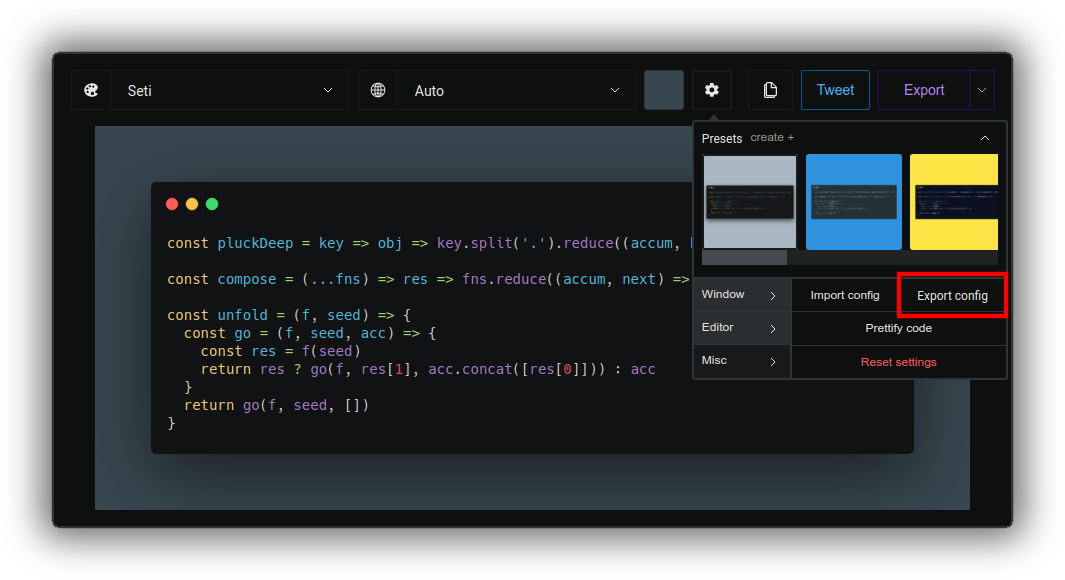 Seti
Auto
Tweet
Export
Presets create +
const pluckDeep = key => obj => key.split('.').reduce((accum,
const compose = (...fns) => res => fns.reduce((accum, next) =>
const unfold = (f, seed) => {
const go = (f, seed, acc) => {
const res = f(seed)
return res ? go(f, res[1], acc.concat([res[0]])) : acc
}
return go(f, seed, [])
}
Window
Import config
Export config
Editor
Prettify code
Misc
Reset settings